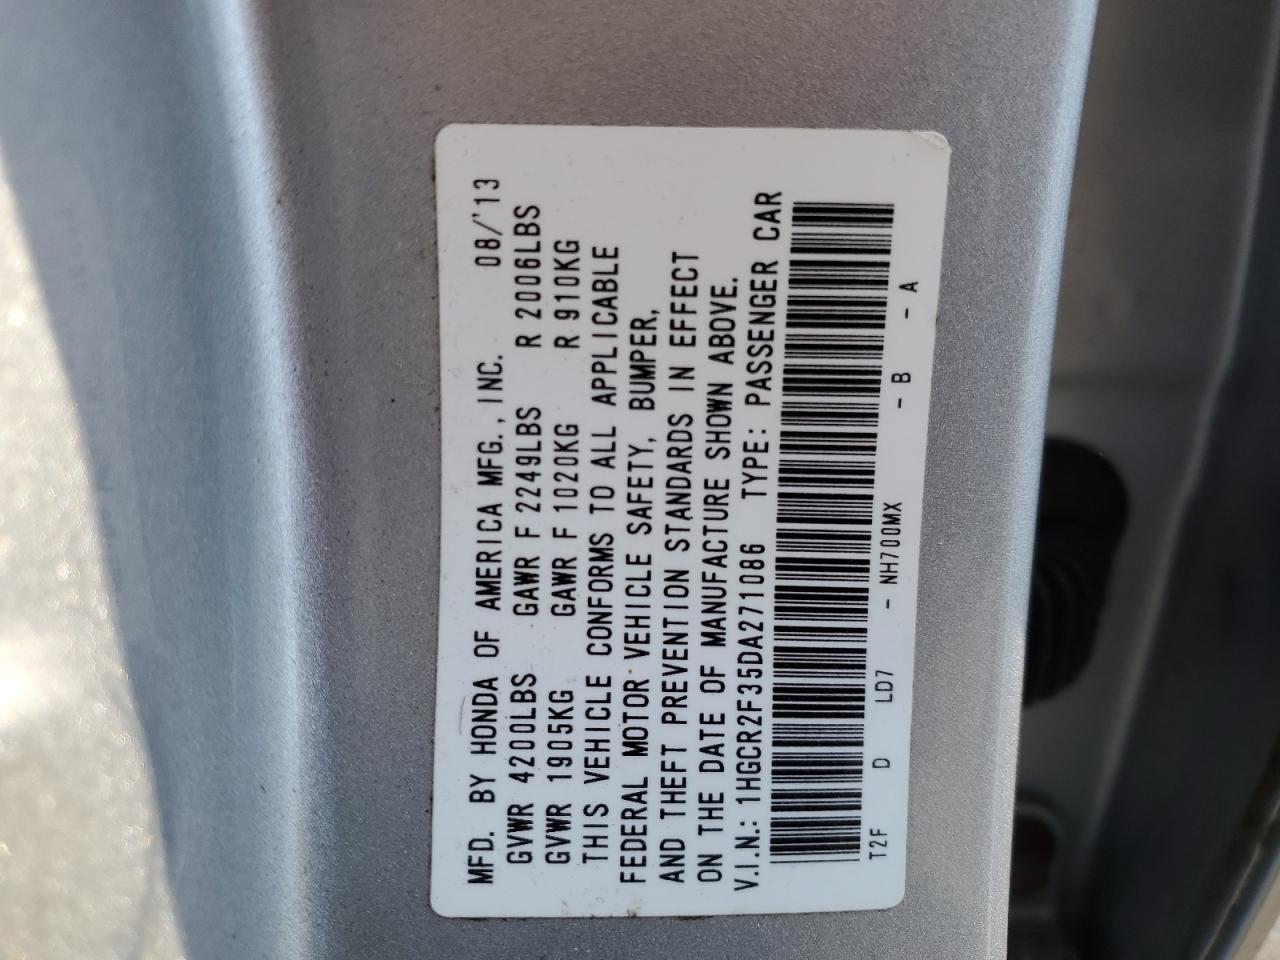 MFD. BY HONDA OF AMERICA MFG., INC. 08/'13
GVWR 4200LBS GAWR F 2249LBS R 2006LBS
GVWR 1905KG GAWR F 1020KG R 910KG
THIS VEHICLE CONFORMS TO ALL APPLICABLE
FEDERAL MOTOR VEHICLE SAFETY, BUMPER,
AND THEFT PREVENTION STANDARDS IN EFFECT
ON THE DATE OF MANUFACTURE SHOWN ABOVE.
V.I.N.: 1HGCR2F35DA271086 TYPE: PASSENGER CAR
T2F D LD7 - NH700MX - B - A